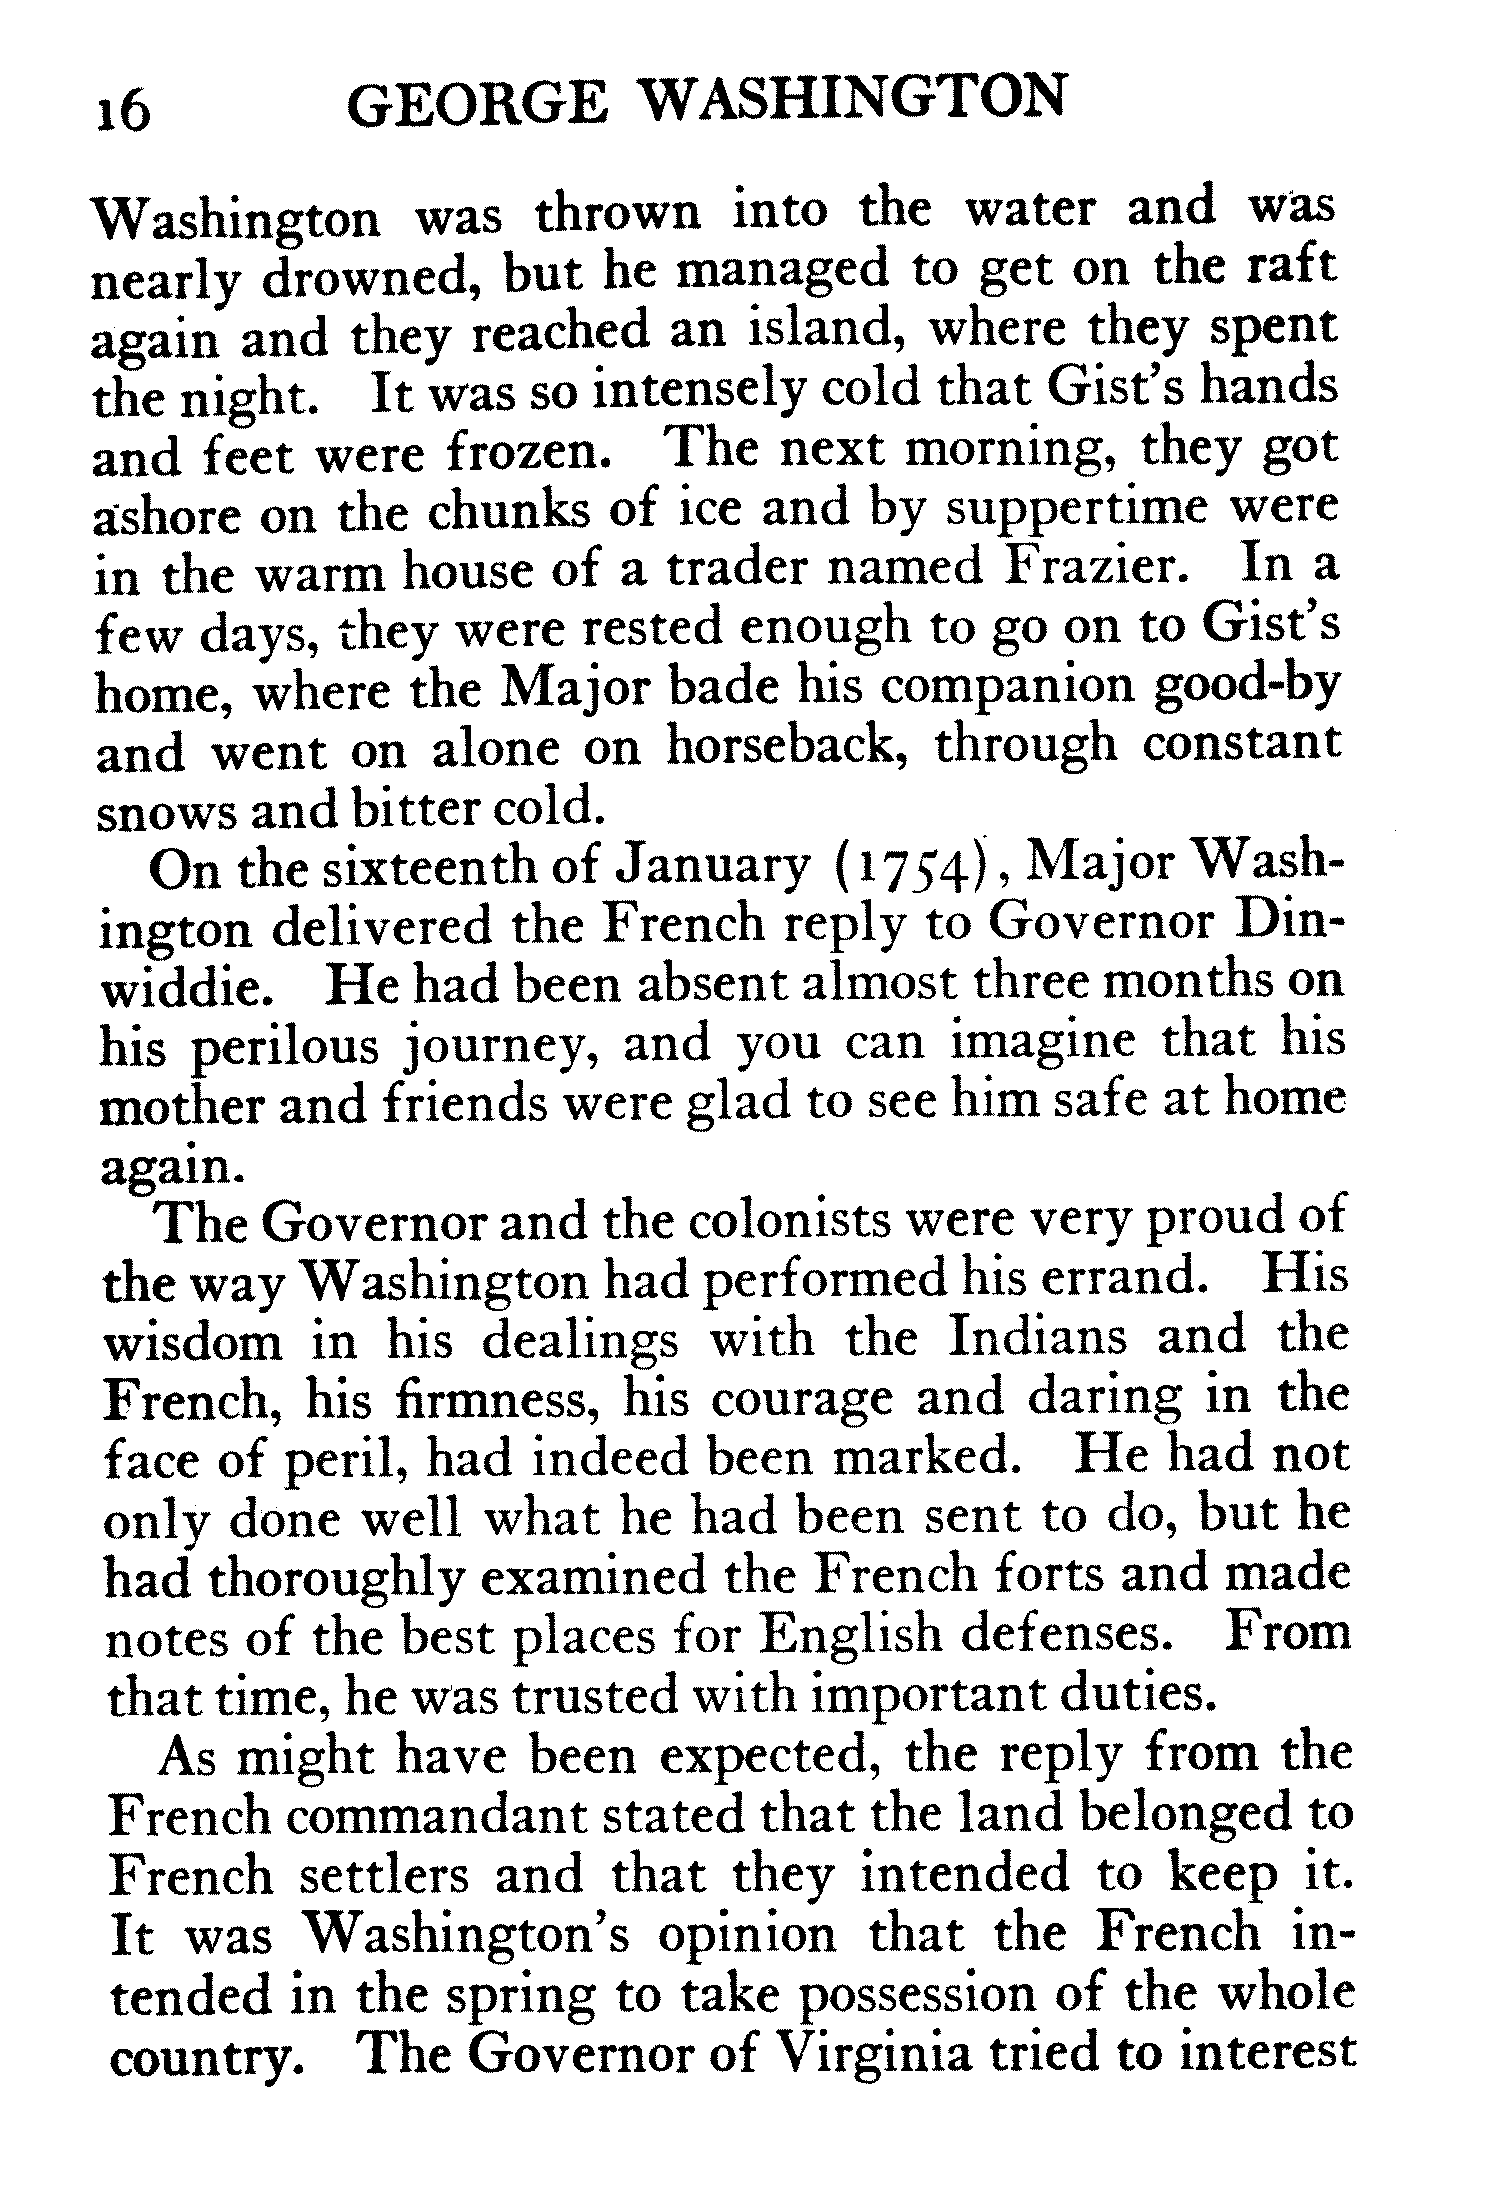 16 GEORGE WASHINGTON
Washington was thrown into the water and was
nearly drowned, but he managed to get on the raft
again and they reached an island, where they spent
the night. It was so intensely cold that Gist's hands
and feet were frozen. The next morning, they got
ashore on the chunks of ice and by suppertime were
in the warm house of a trader named Frazier. In a
few days, they were rested enough to go on to Gist's
home, where the Major bade his companion good-by
and went on alone on horseback, through constant
snows and bitter cold.
On the sixteenth of January (1754), Major Wash-
ington delivered the French reply to Governor Din-
widdie. He had been absent almost three months on
his perilous journey, and you can imagine that his
mother and friends were glad to see him safe at home
again.
The Governor and the colonists were very proud of
the way Washington had performed his errand. His
wisdom in his dealings with the Indians and the
French, his firmness, his courage and daring in the
face of peril, had indeed been marked. He had not
only done well what he had been sent to do, but he
had thoroughly examined the French forts and made
notes of the best places for English defenses. From
that time, he was trusted with important duties.
As might have been expected, the reply from the
French commandant stated that the land belonged to
French settlers and that they intended to keep it.
It was Washington's opinion that the French in-
tended in the spring to take possession of the whole
country. The Governor of Virginia tried to interest